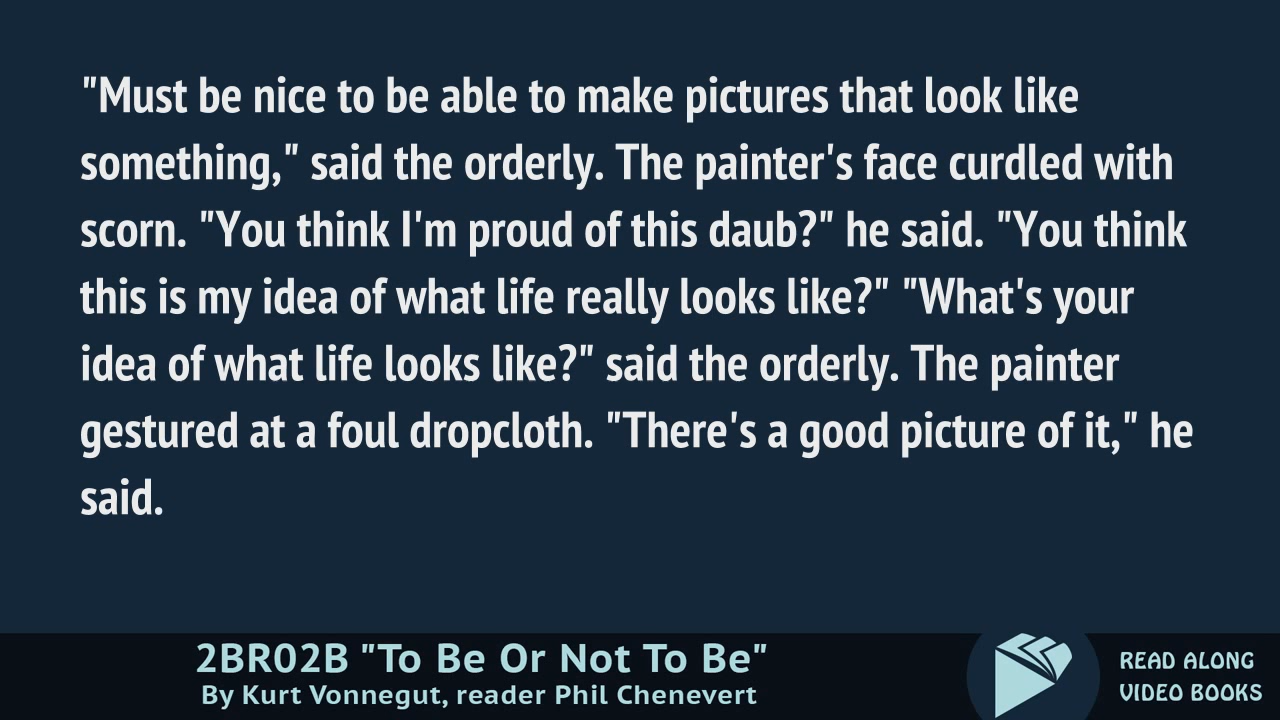 "Must be nice to be able to make pictures that look like
something," said the orderly. The painter's face curdled with
scorn. "You think I'm proud of this daub?" he said. "You think
this is my idea of what life really looks like?" "What's your
idea of what life looks like?" said the orderly. The painter
gestured at a foul dropcloth. "There's a good picture of it," he
said.
2BR02B "To Be Or Not To Be"
By Kurt Vonnegut, reader Phil Chenevert
READ ALONG
VIDEO BOOKS